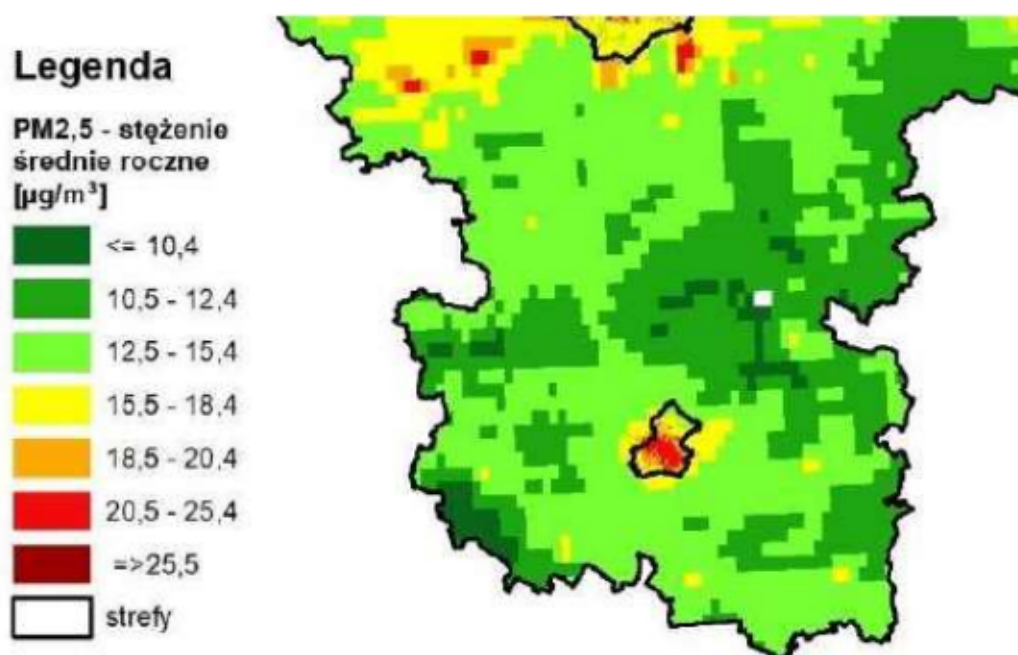 Legenda
PM2,5 - stężenie
średnie roczne
[µg/m³]
<= 10,4
10,5 - 12,4
12,5 - 15,4
15,5 - 18,4
18,5 - 20,4
20,5 - 25,4
=>25,5
strefy